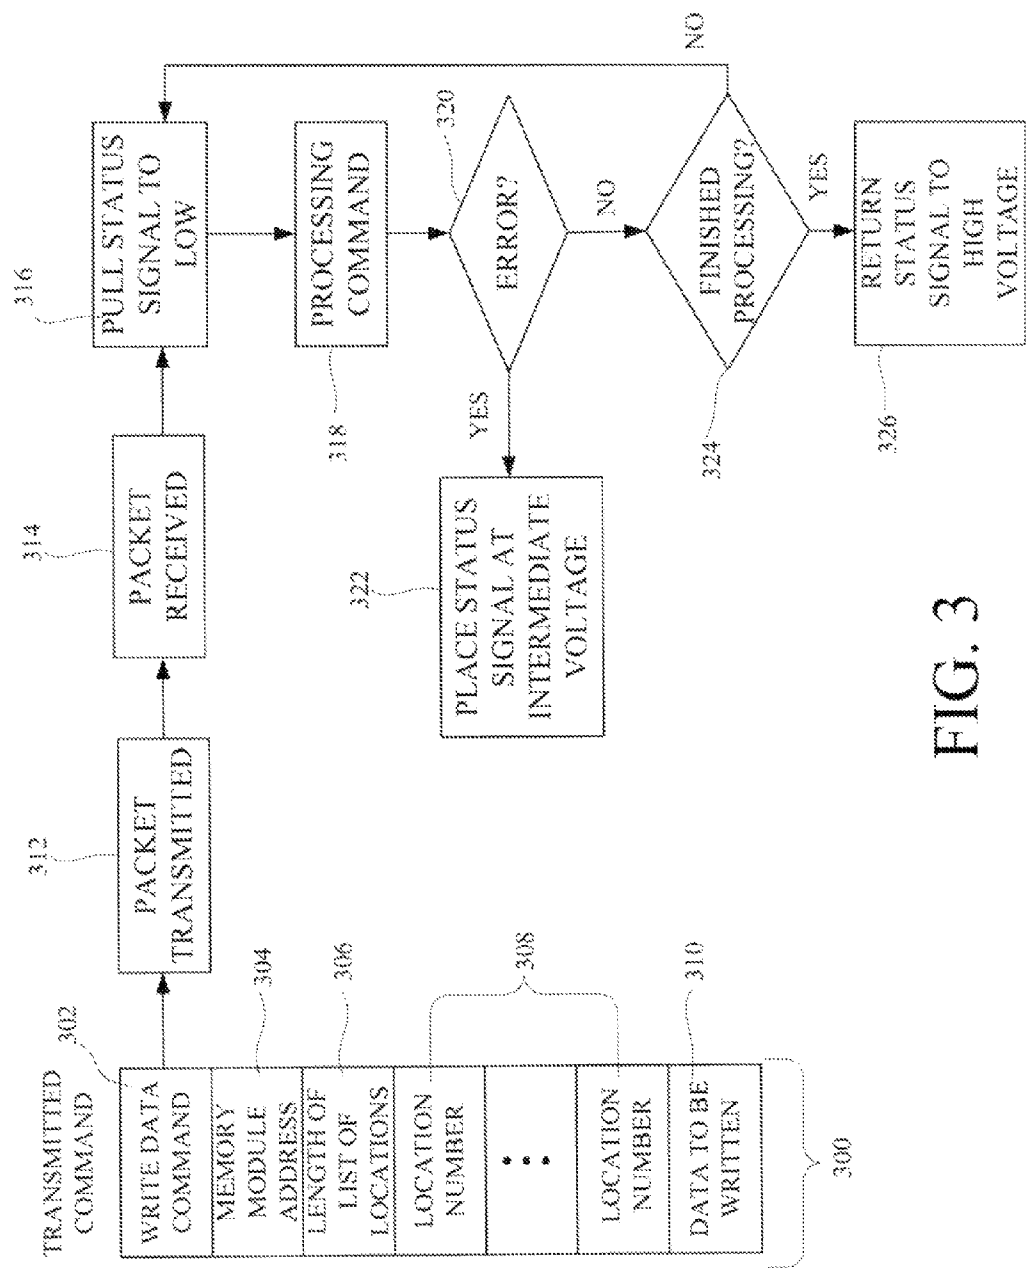 TRANSMITTED
COMMAND
302
WRITE DATA
COMMAND
MEMORY
MODULE
ADDRESS
304
LENGTH OF
LIST OF
LOCATIONS
306
LOCATION
NUMBER
•••
LOCATION
NUMBER
308
DATA TO BE
WRITTEN
310
300
312
PACKET
TRANSMITTED
314
PACKET
RECEIVED
316
PULL STATUS
SIGNAL TO
LOW
318
PROCESSING
COMMAND
320
ERROR?
YES
322
PLACE STATUS
SIGNAL AT
INTERMEDIATE
VOLTAGE
NO
324
FINISHED
PROCESSING?
NO
YES
326
RETURN
STATUS
SIGNAL TO
HIGH
VOLTAGE
FIG. 3